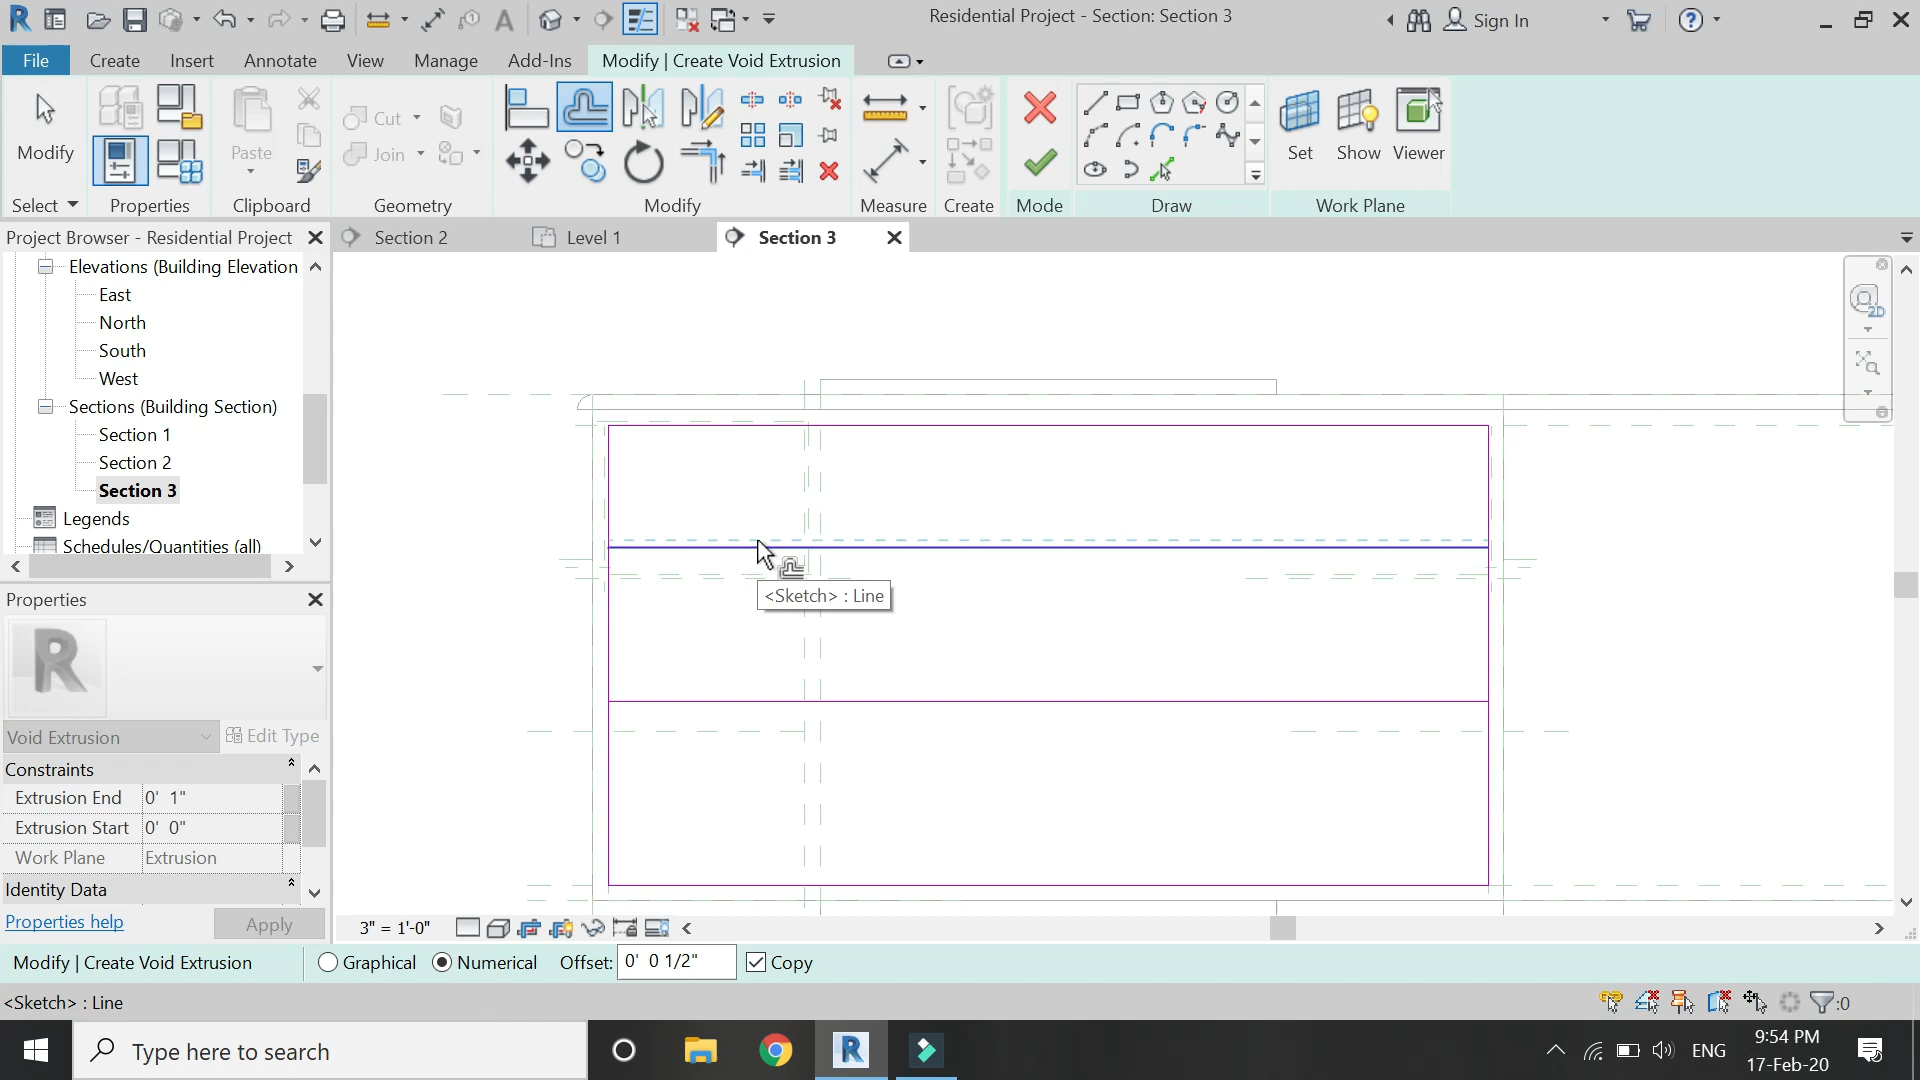 Residential Project - Section: Section 3
Sign In
File
Create
Insert
Annotate
View
Manage
Add-Ins
Modify | Create Void Extrusion
Modify
Paste
Cut
Join
Set
Show
Viewer
Select
Properties
Clipboard
Geometry
Modify
Measure
Create
Mode
Draw
Work Plane
Project Browser - Residential Project
Section 2
Level 1
Section 3
Elevations (Building Elevation
East
North
South
West
Sections (Building Section)
Section 1
Section 2
Section 3
Legends
Schedules/Quantities (all)
<Sketch> : Line
Properties
Void Extrusion
Edit Type
Constraints
Extrusion End 0' 1"
Extrusion Start 0' 0"
Work Plane Extrusion
Identity Data
Properties help
Apply
3" = 1'-0"
Modify | Create Void Extrusion
Graphical
Numerical
Offset: 0' 0 1/2"
Copy
<Sketch> : Line
:0
Type here to search
ENG
9:54 PM
17-Feb-20